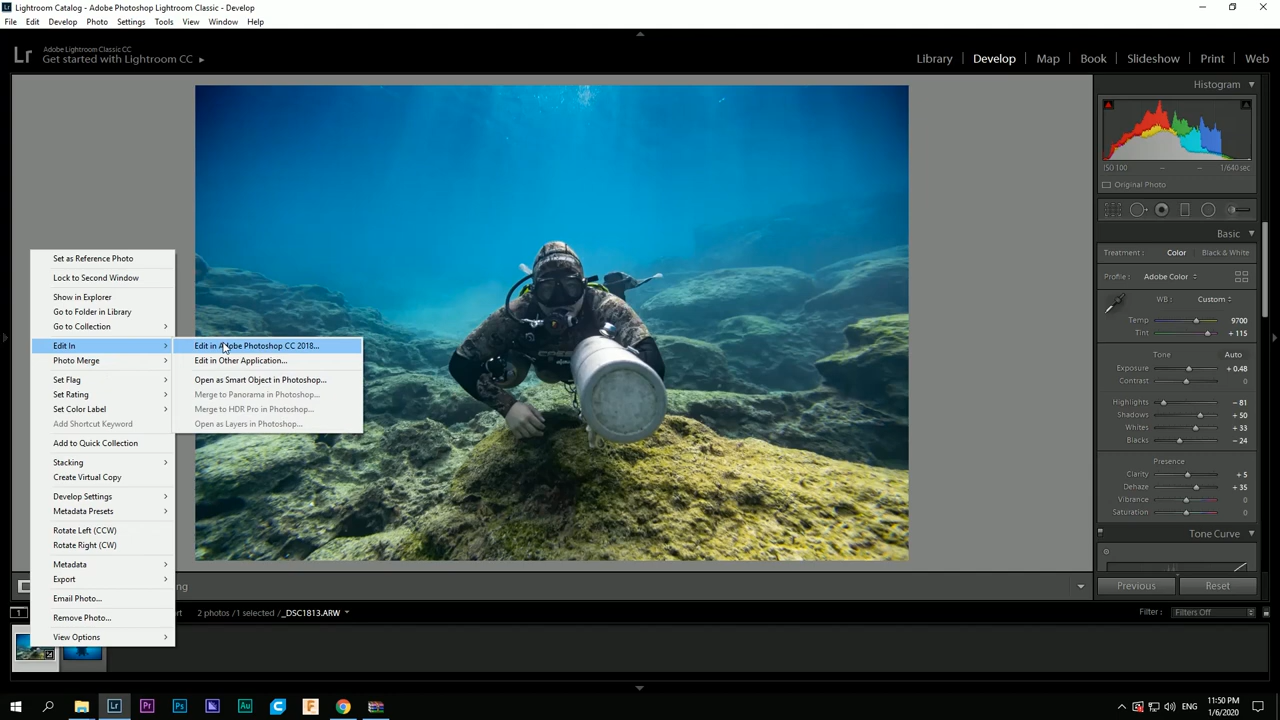 Lightroom Catalog - Adobe Photoshop Lightroom Classic - Develop
File Edit Develop Photo Settings Tools View Window Help
Lr
Adobe Lightroom Classic CC
Get started with Lightroom CC
Library Develop Map Book Slideshow Print Web
Histogram
ISO 100 – – 1/640 sec
Original Photo
Basic
Treatment: Color Black & White
Profile: Adobe Color
WB: Custom
Temp 9700
Tint + 115
Tone Auto
Exposure + 0.48
Contrast 0
Highlights − 81
Shadows + 50
Whites + 33
Blacks − 24
Presence
Clarity + 5
Dehaze + 35
Vibrance 0
Saturation 0
Tone Curve
Previous Reset
Set as Reference Photo
Lock to Second Window
Show in Explorer
Go to Folder in Library
Go to Collection
Edit In
Photo Merge
Set Flag
Set Rating
Set Color Label
Add Shortcut Keyword
Add to Quick Collection
Stacking
Create Virtual Copy
Develop Settings
Metadata Presets
Rotate Left (CCW)
Rotate Right (CW)
Metadata
Export
Email Photo...
Remove Photo...
View Options
Edit in Adobe Photoshop CC 2018...
Edit in Other Application...
Open as Smart Object in Photoshop...
Merge to Panorama in Photoshop...
Merge to HDR Pro in Photoshop...
Open as Layers in Photoshop...
1 2 photos / 1 selected / _DSC1813.ARW
Filter: Filters Off
Lr Pr Ps Au
ENG
11:50 PM
1/6/2020